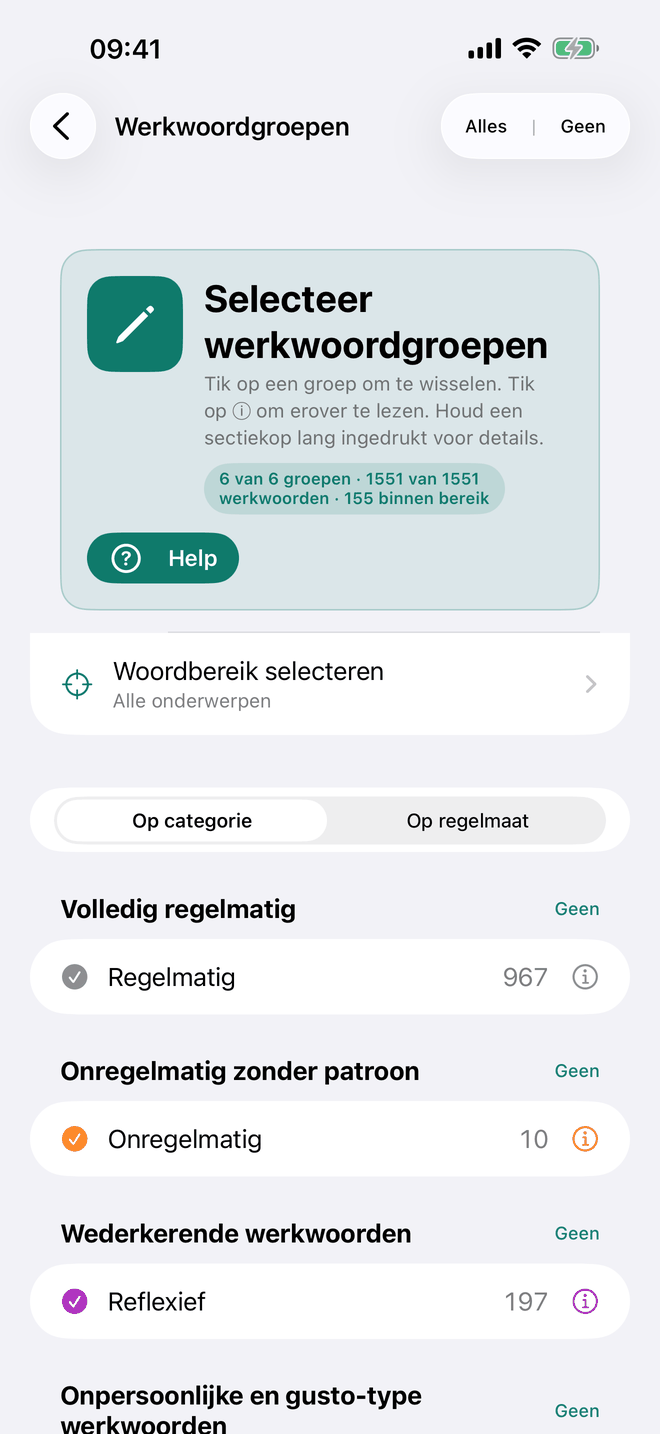 09:41
Werkwoordgroepen
Alles | Geen
Selecteer
werkwoordgroepen
Tik op een groep om te wisselen. Tik
op ⓘ om erover te lezen. Houd een
sectiekop lang ingedrukt voor details.
6 van 6 groepen · 1551 van 1551
werkwoorden · 155 binnen bereik
Help
Woordbereik selecteren
Alle onderwerpen
Op categorie
Op regelmaat
Volledig regelmatig
Geen
Regelmatig
967
Onregelmatig zonder patroon
Geen
Onregelmatig
10
Wederkerende werkwoorden
Geen
Reflexief
197
Onpersoonlijke en gusto-type
werkwoorden
Geen